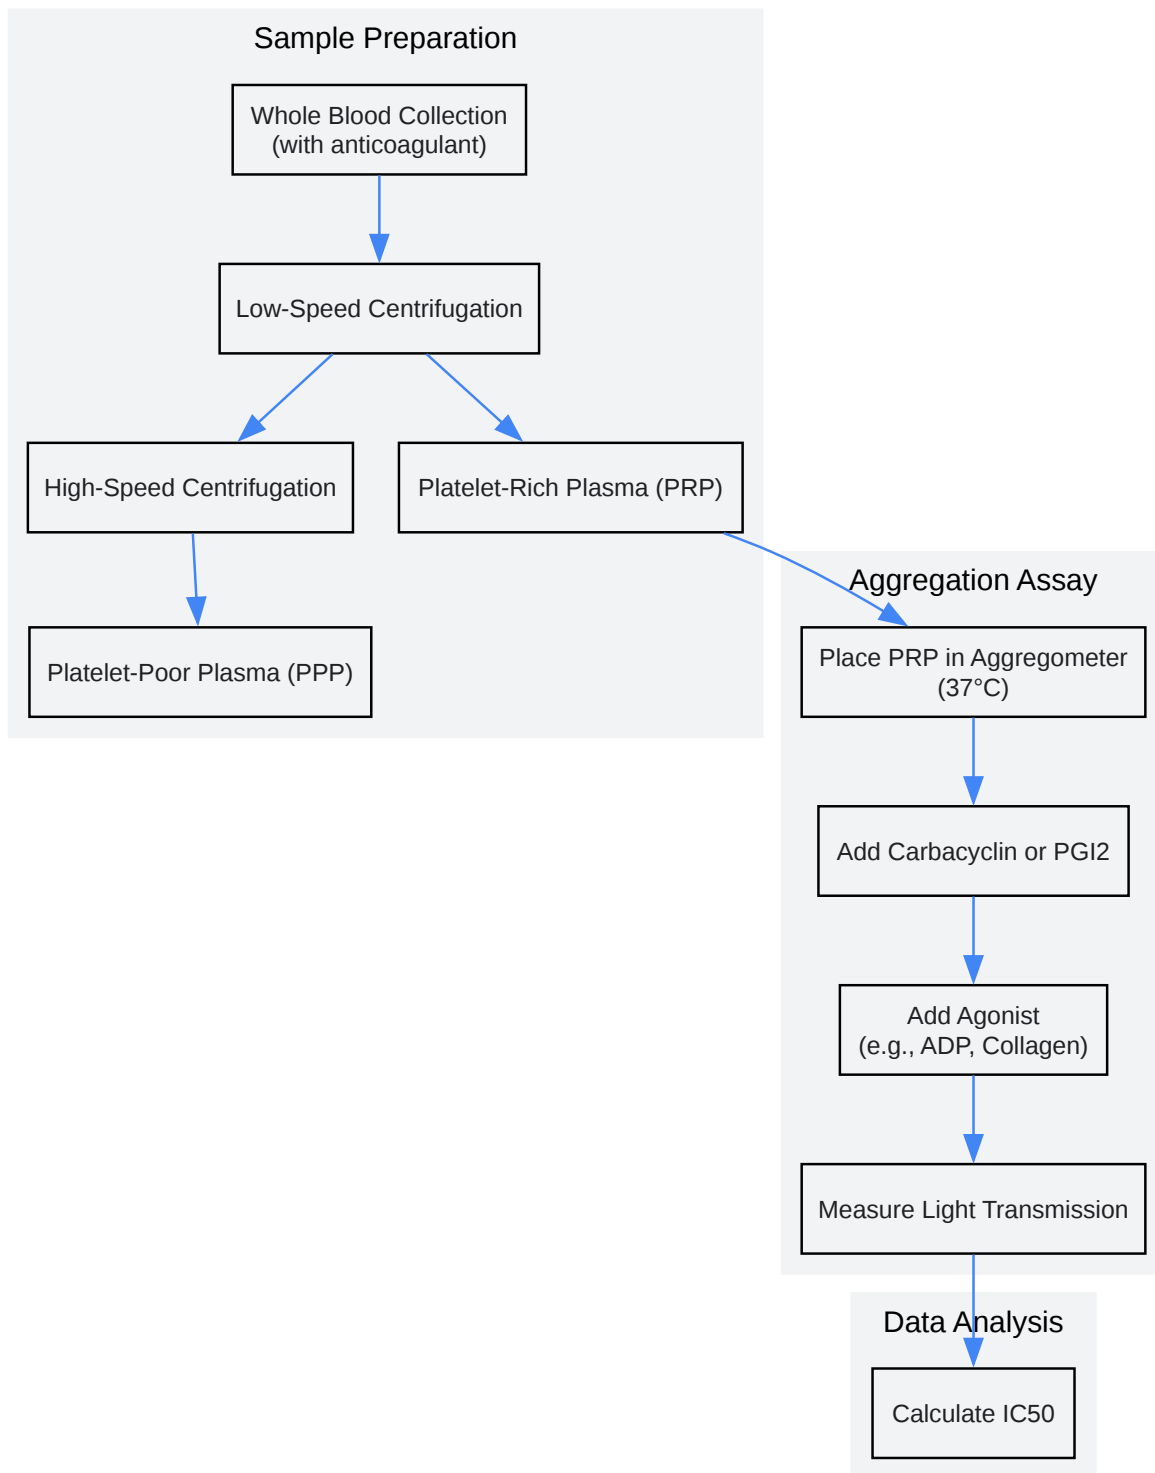 Sample Preparation
Whole Blood Collection
(with anticoagulant)
Low-Speed Centrifugation
High-Speed Centrifugation
Platelet-Rich Plasma (PRP)
Platelet-Poor Plasma (PPP)
Aggregation Assay
Place PRP in Aggregometer
(37°C)
Add Carbacyclin or PGI2
Add Agonist
(e.g., ADP, Collagen)
Measure Light Transmission
Data Analysis
Calculate IC50